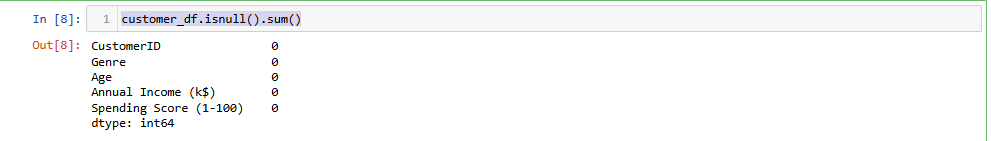 In [8]: 1 customer_df.isnull().sum()
Out[8]: CustomerID 0
Genre 0
Age 0
Annual Income (k$) 0
Spending Score (1-100) 0
dtype: int64